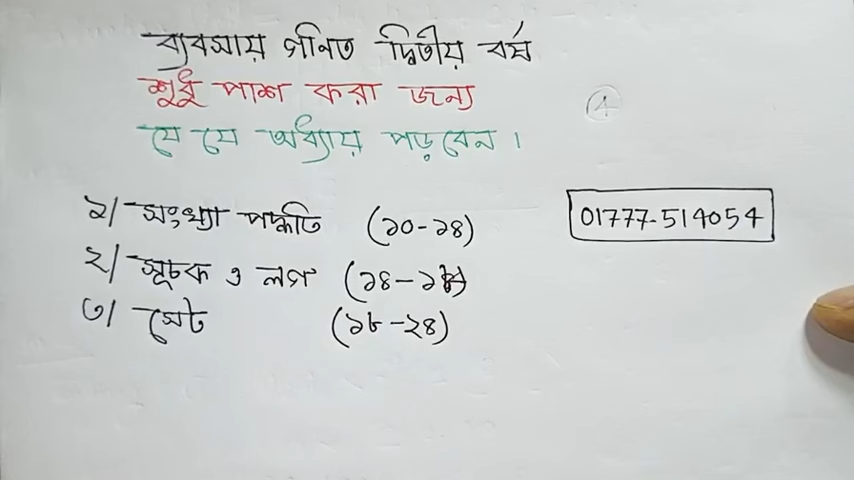 ব্যবসায় গণিত দ্বিতীয় বর্ষ
শুধু পাশ করা জন্য
যে যে অধ্যায় পড়বেন।
১/ সংখ্যা পদ্ধতি (১০-১৪)
01777-514054
২/ সূচক ও লগ (১৪-১
৩/ সেট (১৮-২৪)